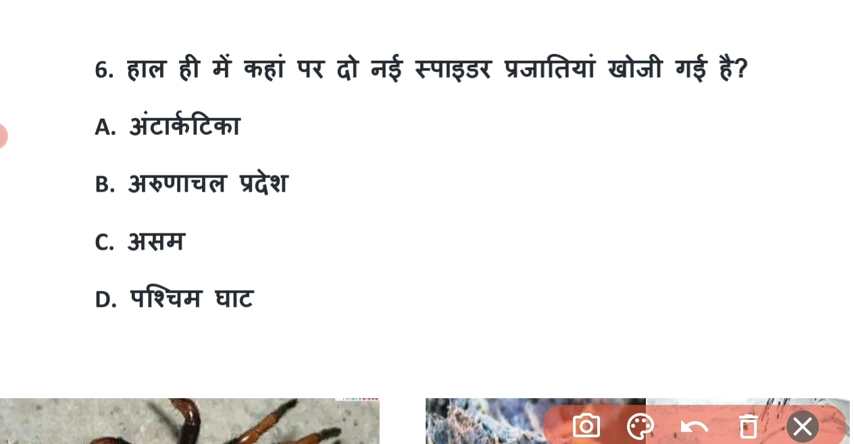 6. हाल ही में कहां पर दो नई स्पाइडर प्रजातियां खोजी गई है?
A. अंटार्कटिका
B. अरुणाचल प्रदेश
C. असम
D. पश्चिम घाट